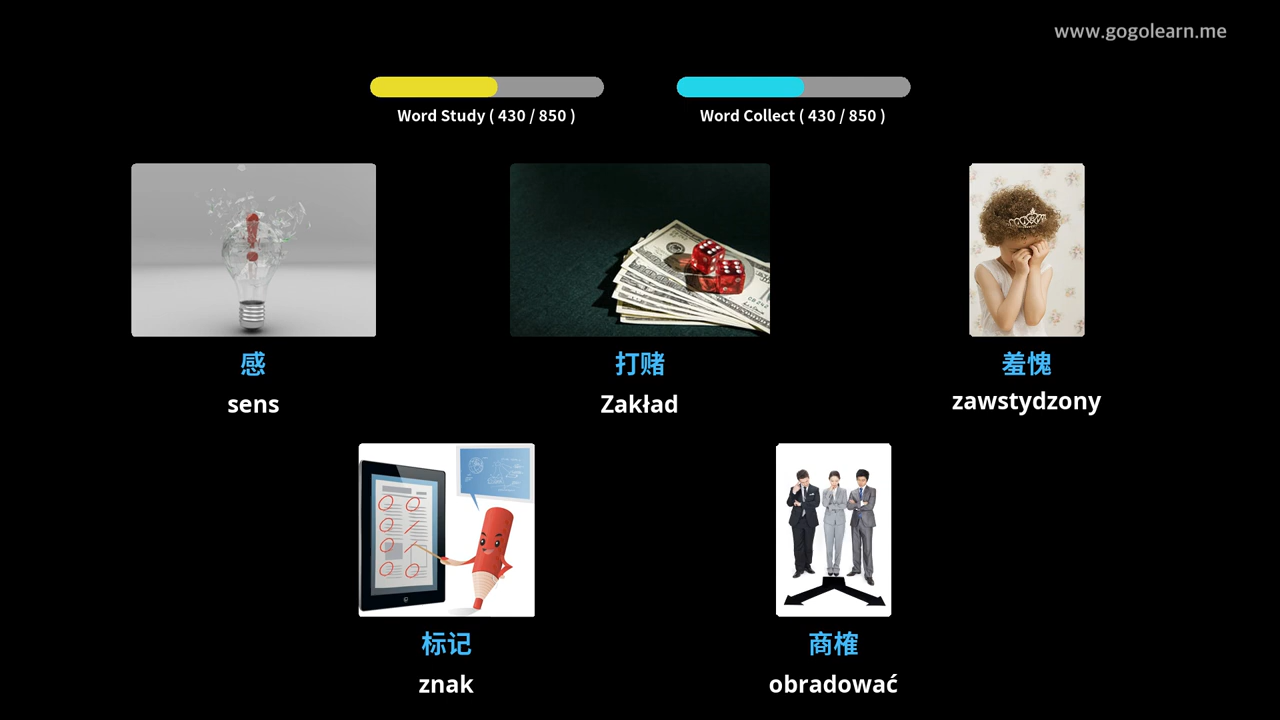 www.gogolearn.me
Word Study ( 430 / 850 )
Word Collect ( 430 / 850 )
感
sens
打赌
Zakład
羞愧
zawstydzony
标记
znak
商榷
obradować